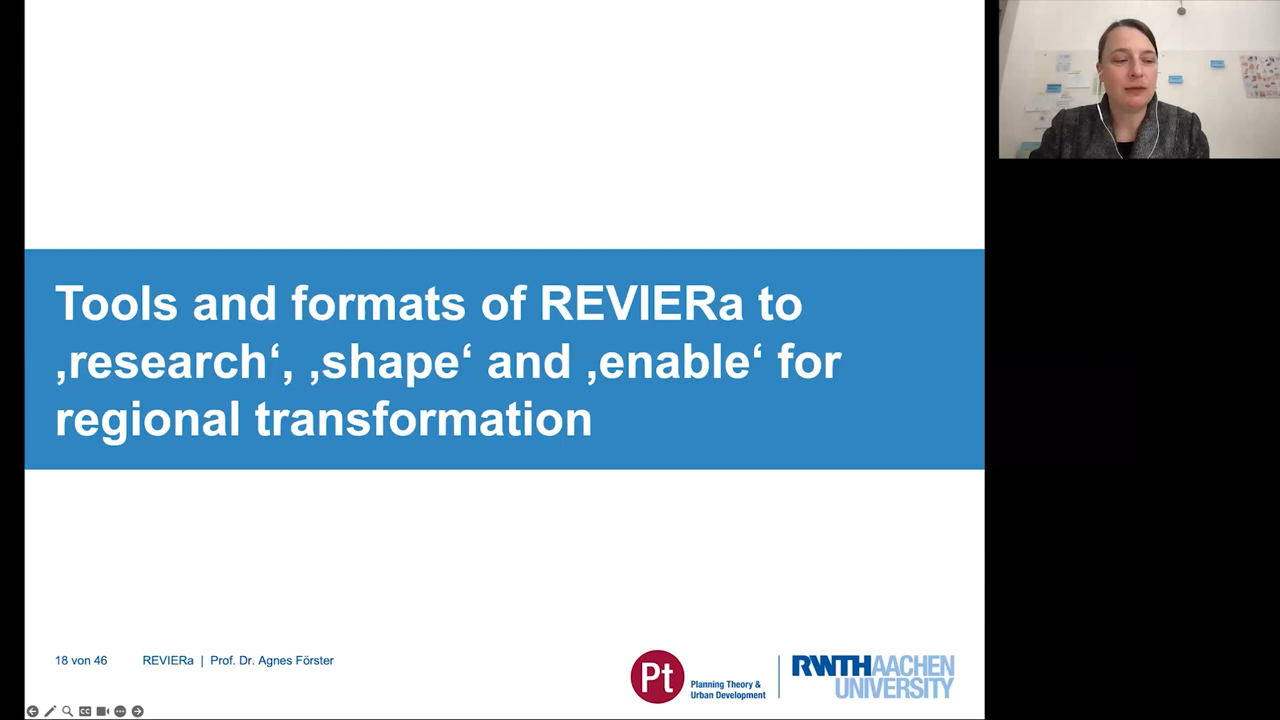 Tools and formats of REVIERa to
‚research‘, ‚shape‘ and ‚enable‘ for
regional transformation
18 von 46 REVIERa | Prof. Dr. Agnes Förster
Pt
Planning Theory &
Urban Development
RWTHAACHEN
UNIVERSITY